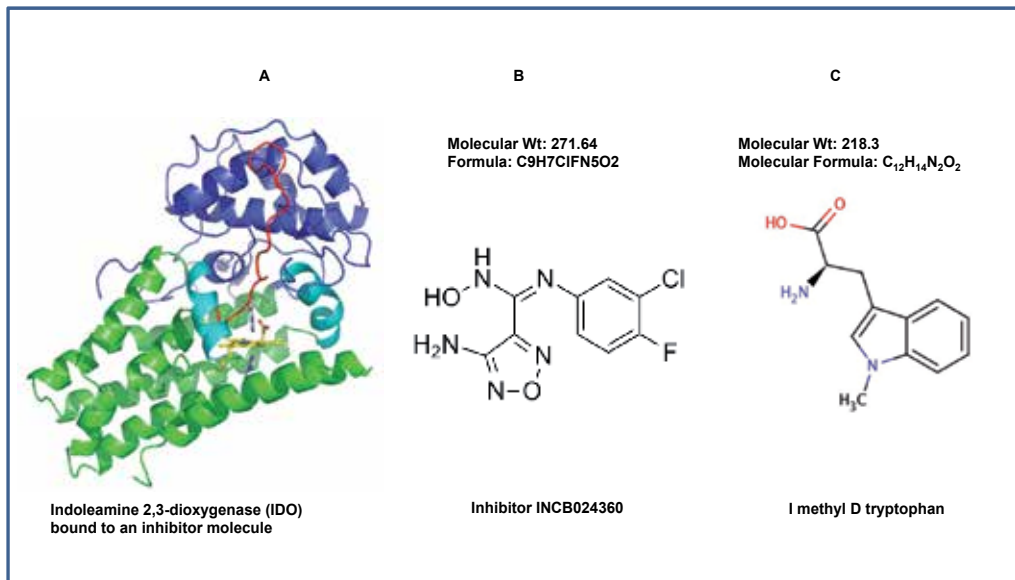 A
B
C
Molecular Wt: 271.64
Formula: C9H7ClFN5O2
Molecular Wt: 218.3
Molecular Formula: C₁₂H₁₄N₂O₂
H
N
HO
N
Cl
H₂N
N
N
O
F
HO
O
H₂N
N
H₃C
Indoleamine 2,3-dioxygenase (IDO)
bound to an inhibitor molecule
Inhibitor INCB024360
I methyl D tryptophan